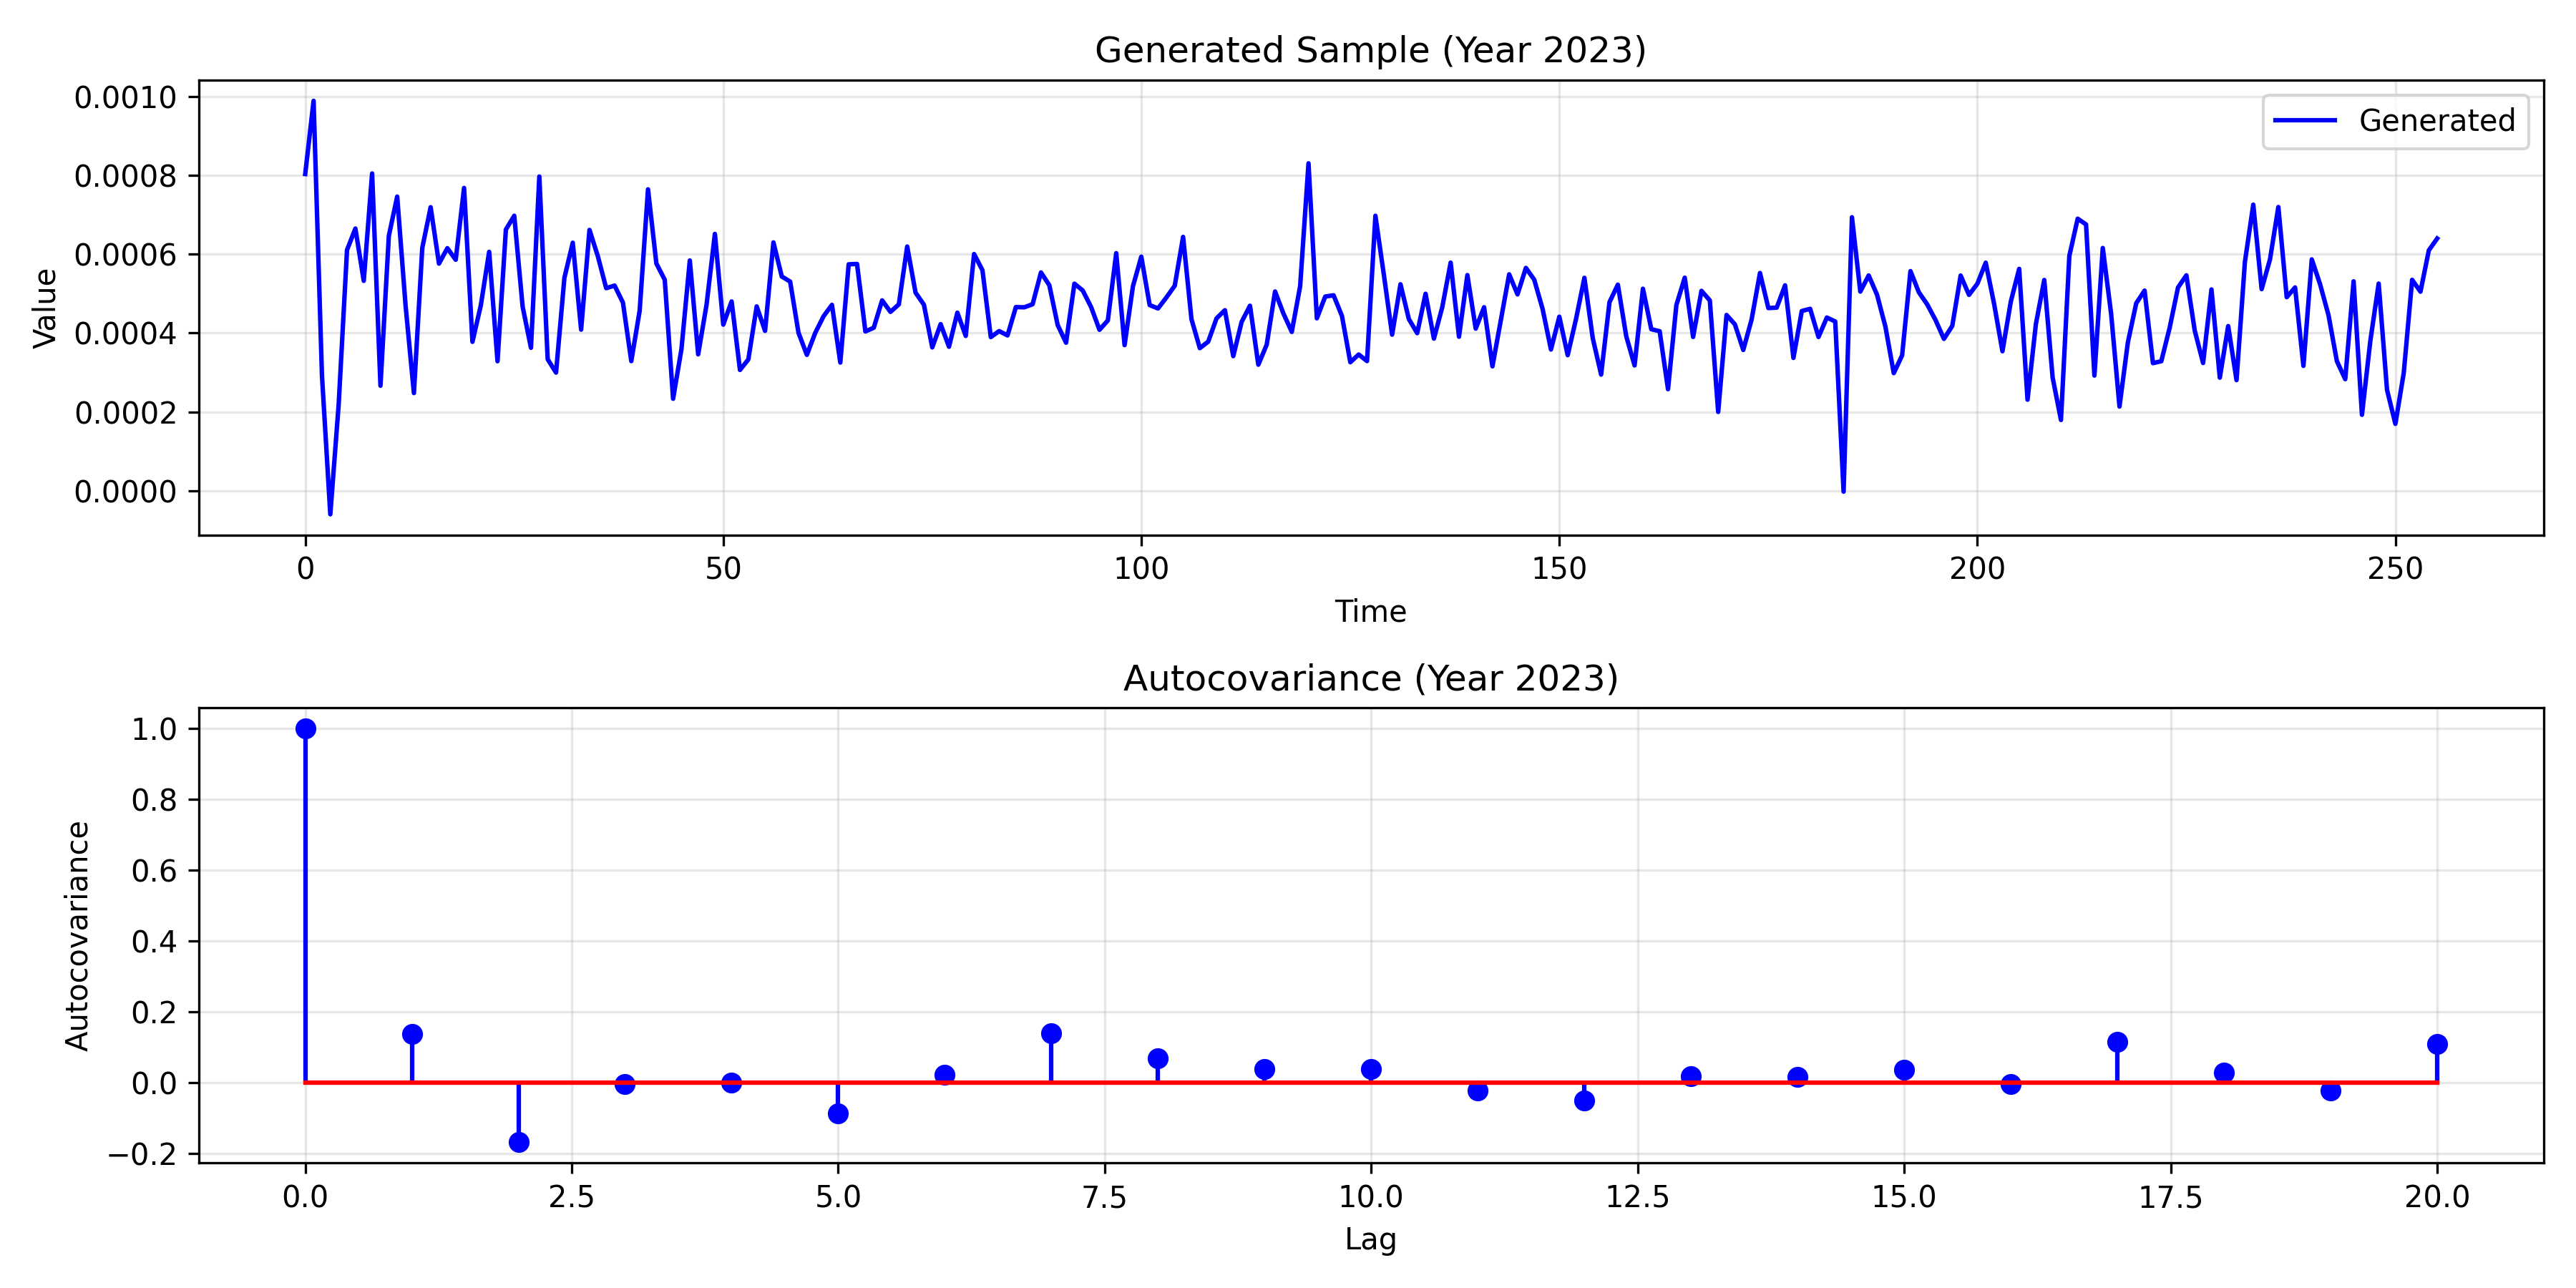 Generated Sample (Year 2023)
0.0010
0.0008
0.0006
0.0004
0.0002
0.0000
Value
Generated
0 50 100 150 200 250
Time
Autocovariance (Year 2023)
1.0
0.8
0.6
0.4
0.2
0.0
−0.2
Autocovariance
0.0 2.5 5.0 7.5 10.0 12.5 15.0 17.5 20.0
Lag